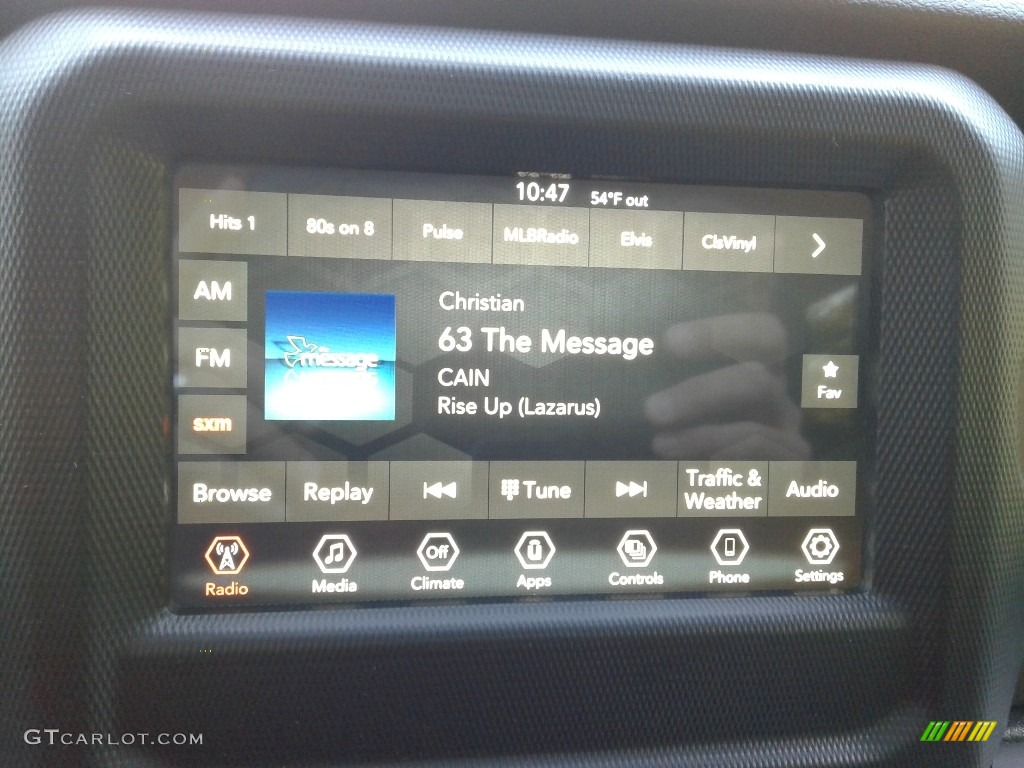 10:47 54°F out
Hits 1 80s on 8 Pulse MLBRadio Elvis ClsVinyl
AM
FM
sxm
the message
Christian
63 The Message
CAIN
Rise Up (Lazarus)
Fav
Browse Replay Tune Traffic & Weather Audio
Off
Radio Media Climate Apps Controls Phone Settings
GTCARLOT.COM